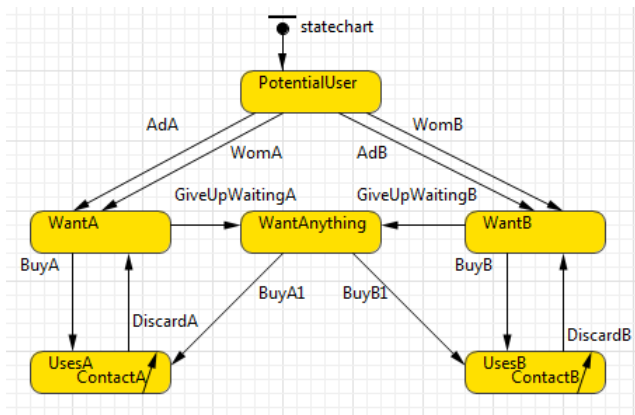 statechart
PotentialUser
AdA
WomB
WomA
AdB
GiveUpWaitingA
GiveUpWaitingB
WantA
WantAnything
WantB
BuyA
BuyB
BuyA1
BuyB1
DiscardA
DiscardB
UsesA
UsesB
ContactA
ContactB